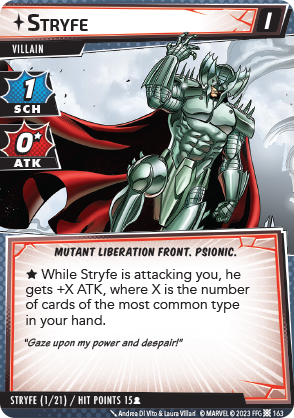 STRYFE
I
VILLAIN
1
SCH
0★
ATK
MUTANT LIBERATION FRONT. PSIONIC.
★ While Stryfe is attacking you, he
gets +X ATK, where X is the number
of cards of the most common type
in your hand.
"Gaze upon my power and despair!"
STRYFE (1/21) / HIT POINTS 15
Andrea Di Vito & Laura Villari © MARVEL © 2023 FFG 163